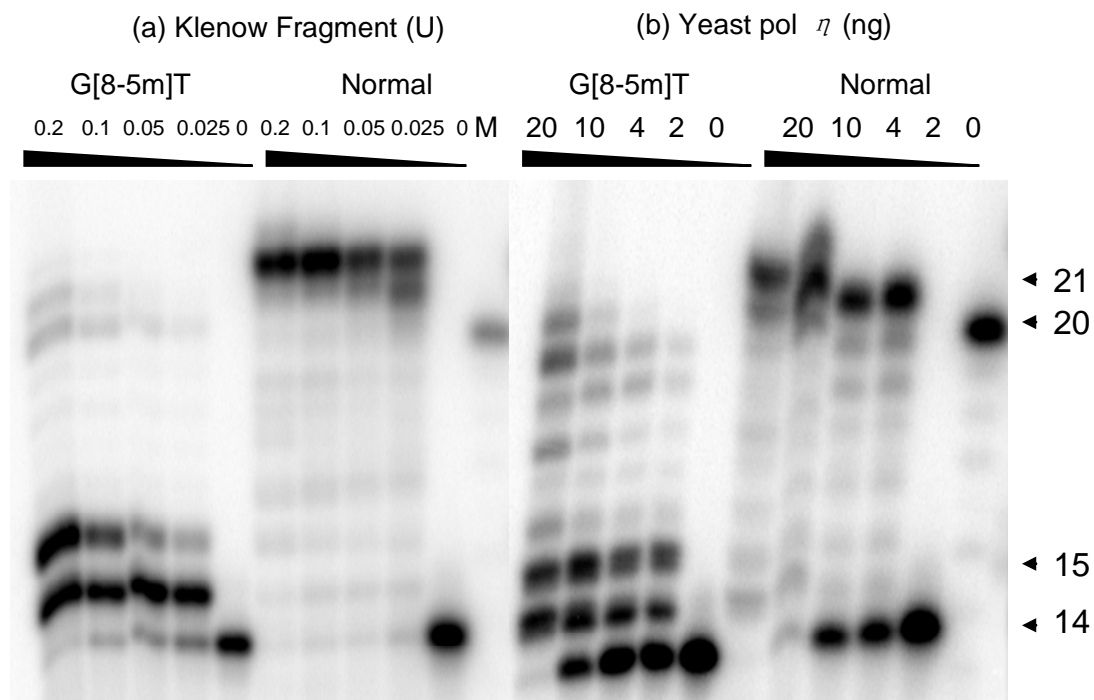 (a) Klenow Fragment (U)
(b) Yeast pol η (ng)
G[8-5m]T Normal
G[8-5m]T Normal
0.2 0.1 0.05 0.025 0 0.2 0.1 0.05 0.025 0 M
20 10 4 2 0 20 10 4 2 0
21
20
15
14